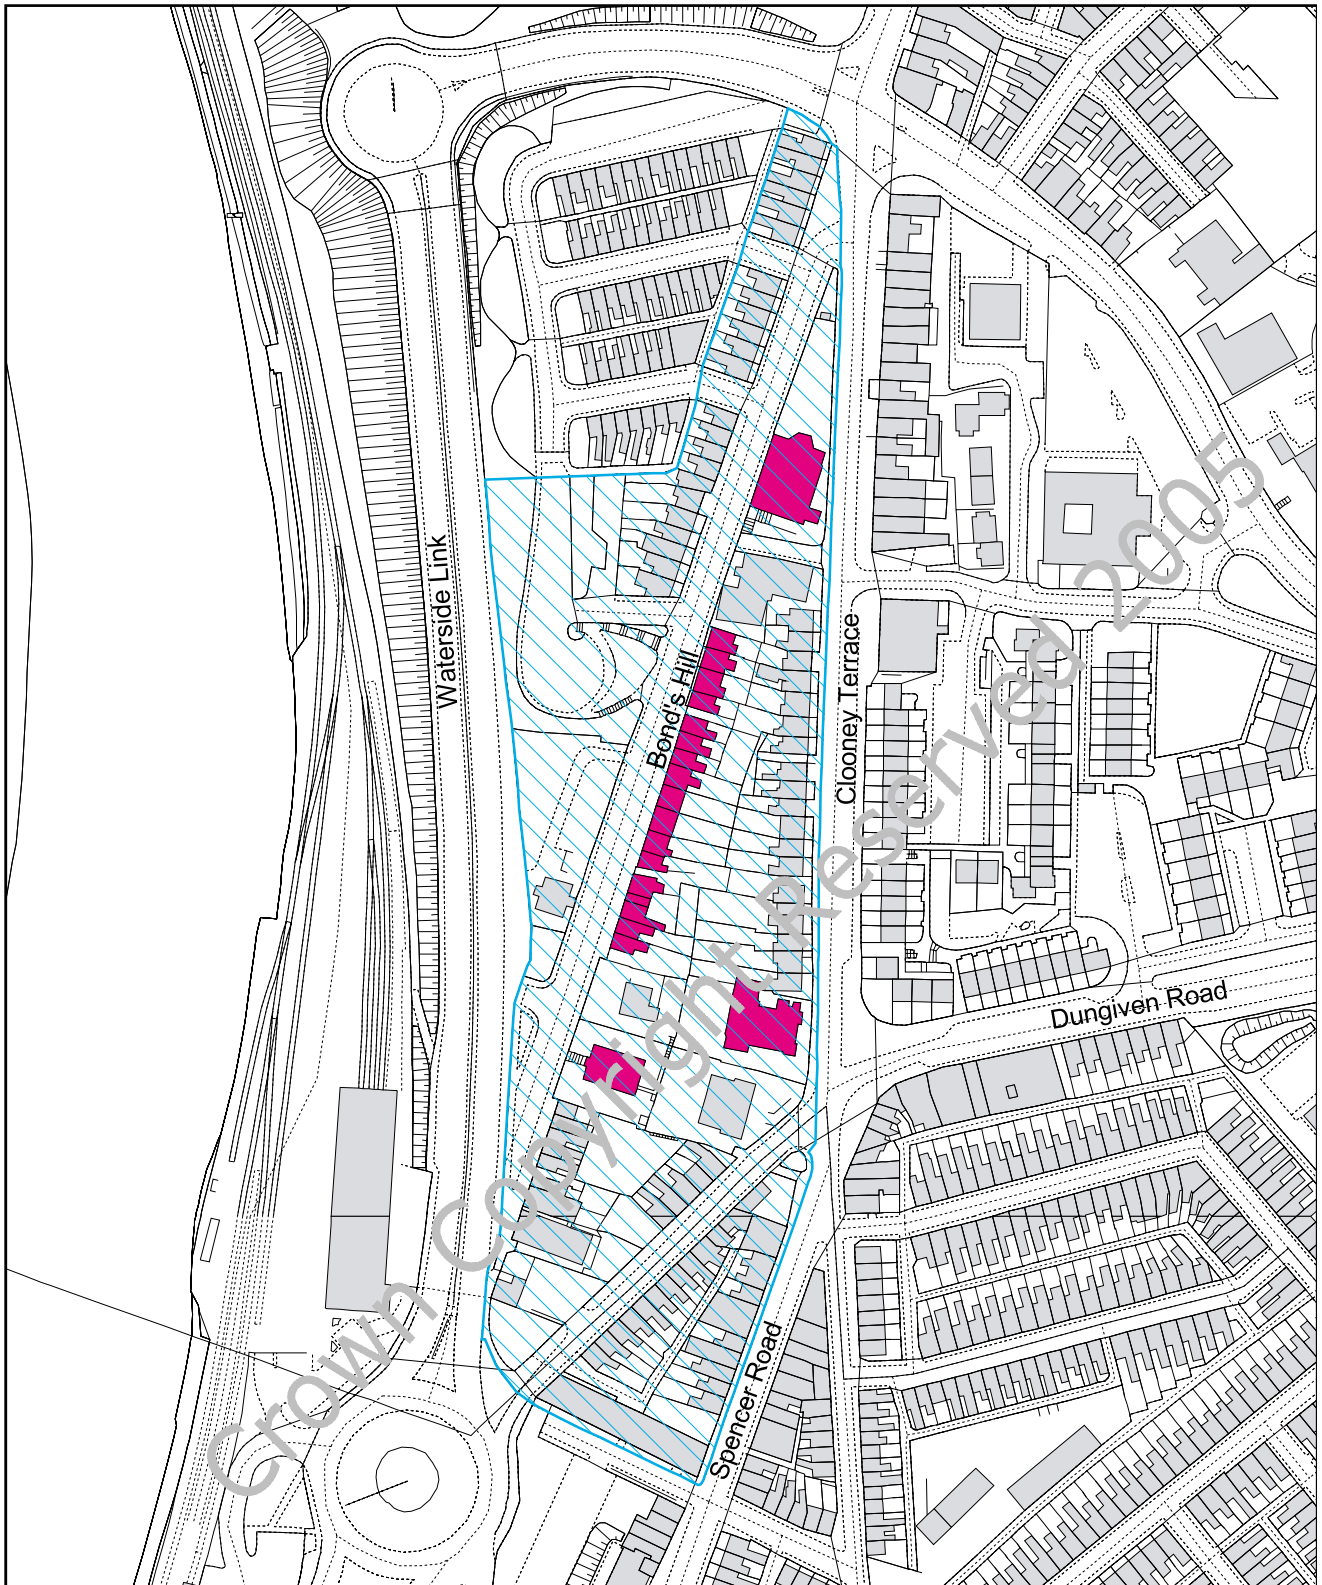 Waterside Link
Bond's Hill
Clooney Terrace
Dungiven Road
Spencer Road
Crown Copyright Reserved 2005